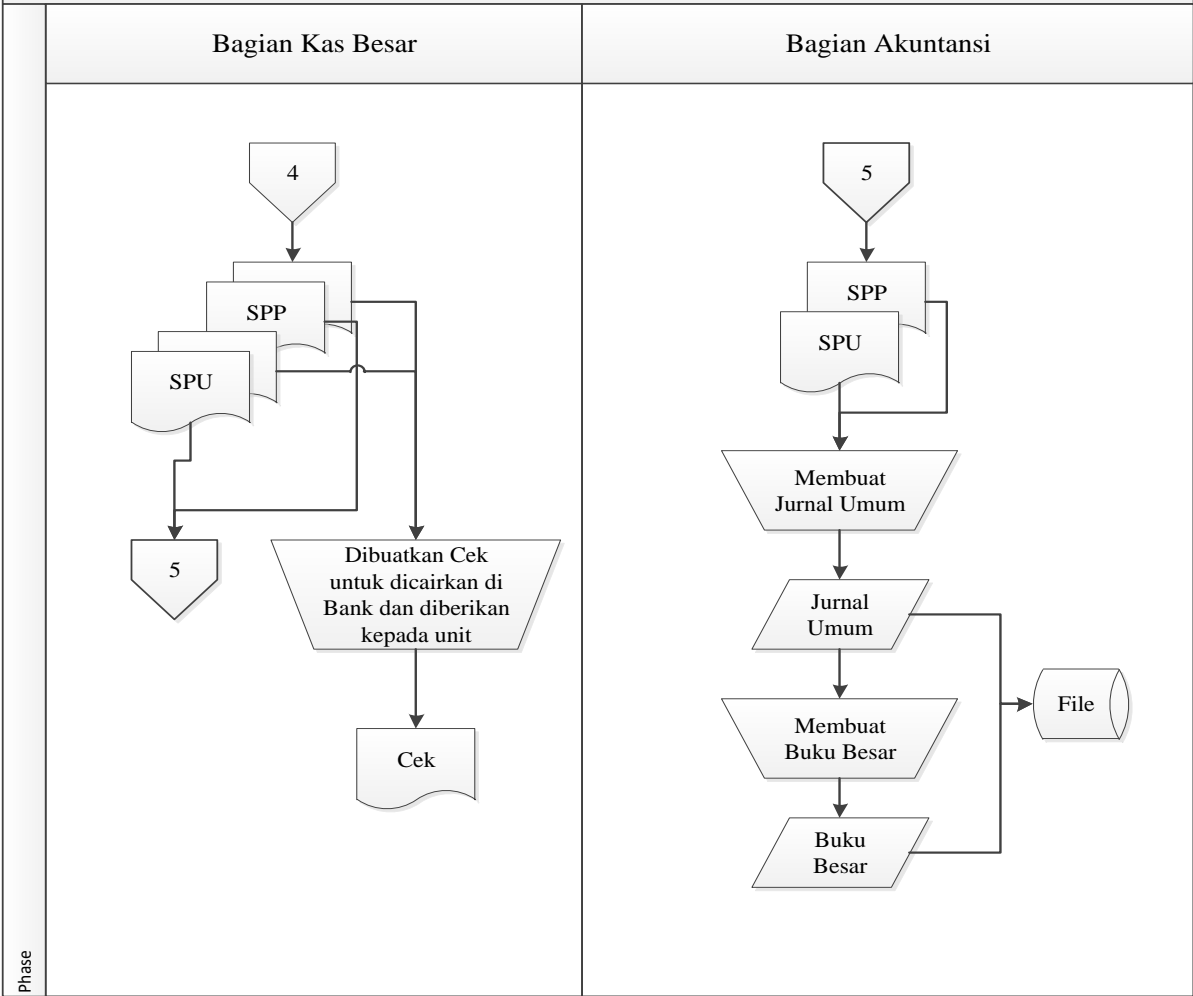 Bagian Kas Besar
Bagian Akuntansi
4
SPP
SPU
5
Dibuatkan Cek
untuk dicairkan di
Bank dan diberikan
kepada unit
Cek
5
SPP
SPU
Membuat
Jurnal Umum
Jurnal
Umum
Membuat
Buku Besar
Buku
Besar
File
Phase